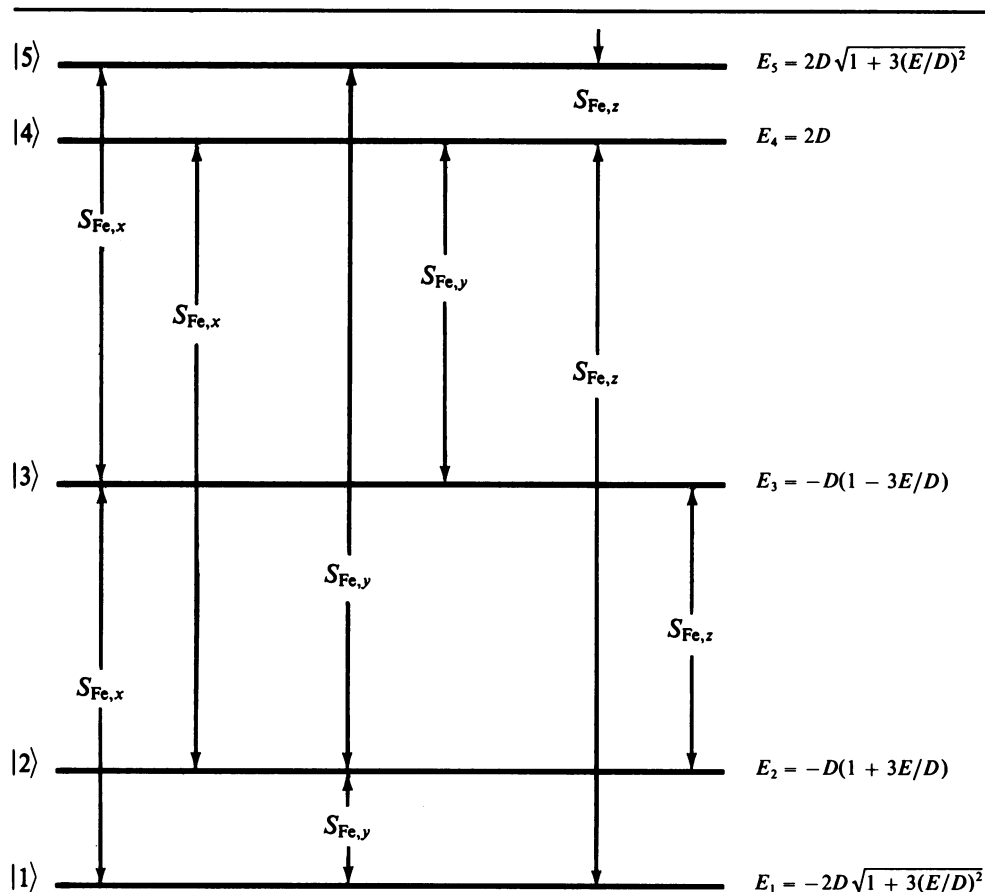 |5⟩ E₅ = 2D√(1 + 3(E/D)²)
S_Fe,z
|4⟩ E₄ = 2D
S_Fe,x
S_Fe,y
S_Fe,x
S_Fe,z
|3⟩ E₃ = −D(1 − 3E/D)
S_Fe,y
S_Fe,z
S_Fe,x
|2⟩ E₂ = −D(1 + 3E/D)
S_Fe,y
|1⟩ E₁ = −2D√(1 + 3(E/D)²)